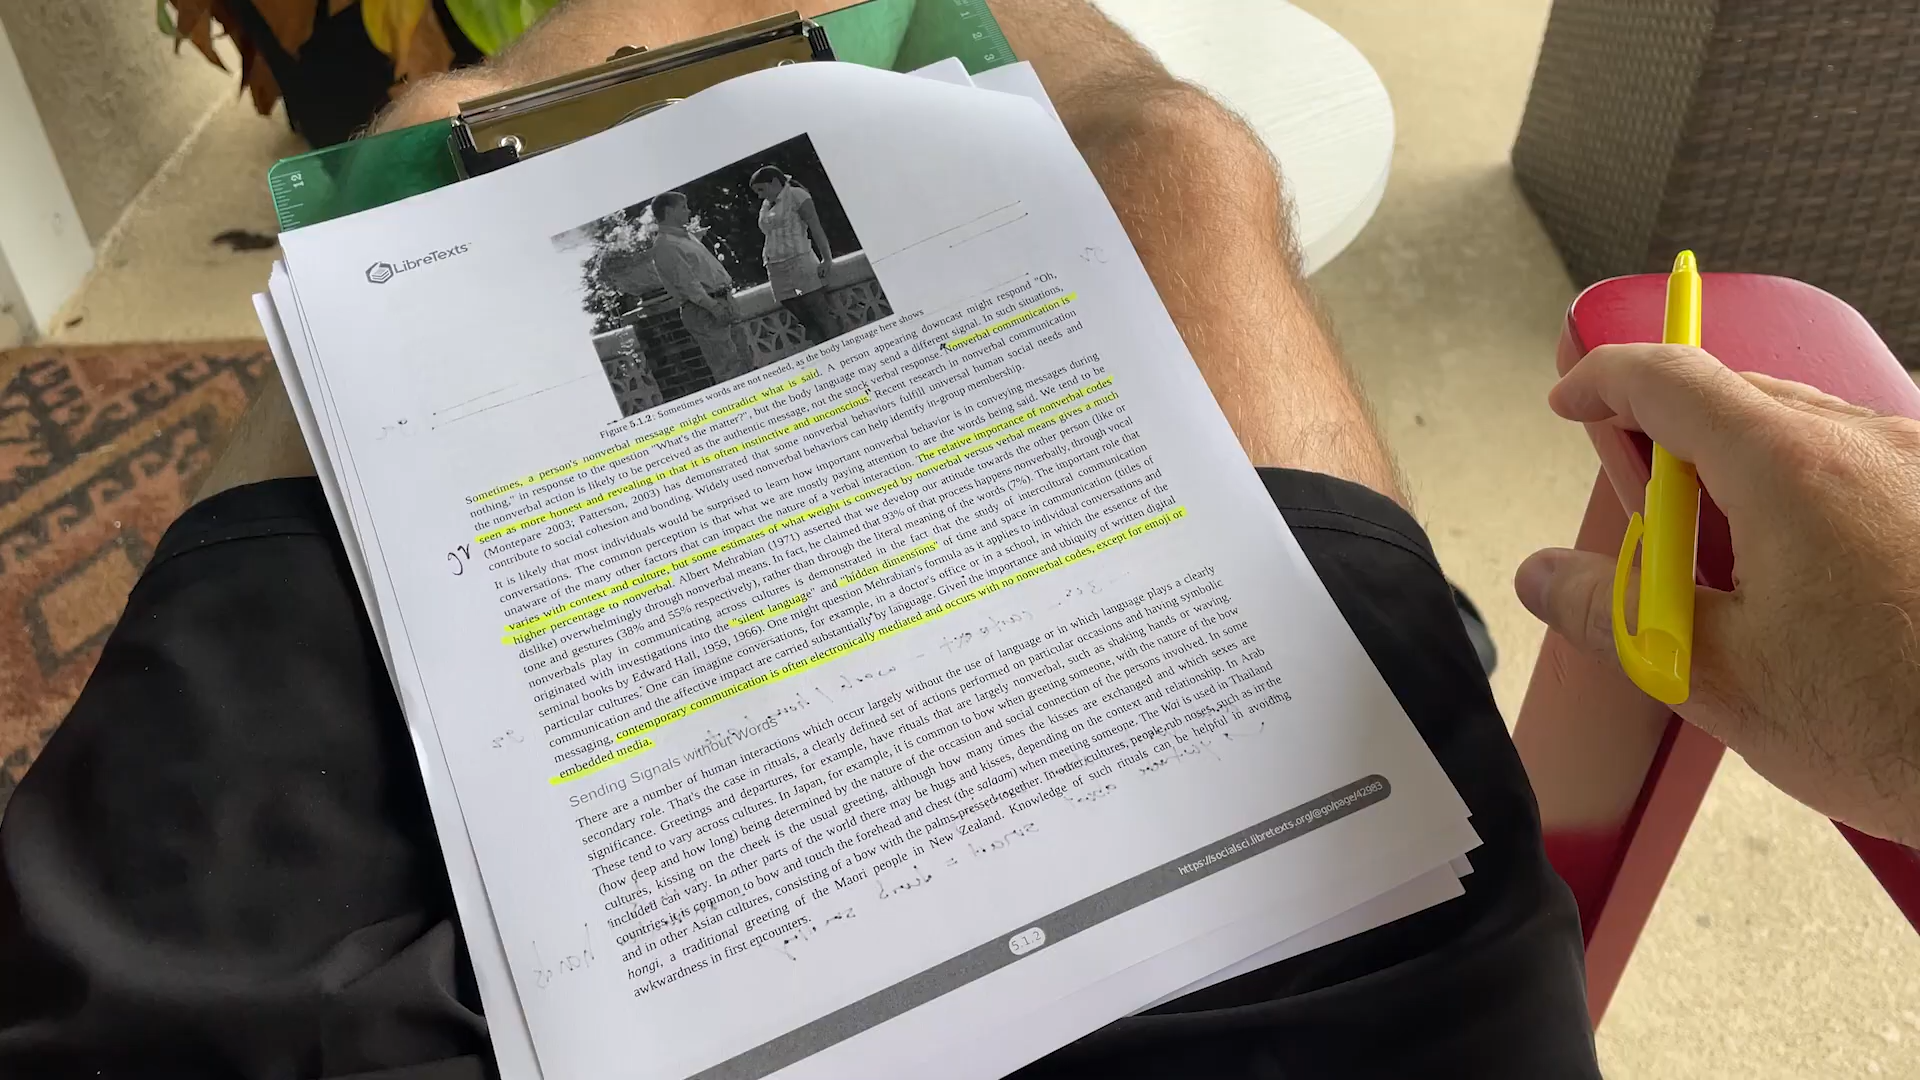 LibreTexts™
Figure 5.1.2: Sometimes words are not needed, as the body language here shows
Sometimes, a person's nonverbal message might contradict what is said. A person appearing downcast might respond "Oh,
nothing," in response to the question "What's the matter?", but the body language may send a different signal. In such situations,
the nonverbal action is likely to be perceived as the authentic message, not the stock verbal response. Nonverbal communication is
seen as more honest and revealing in that it is often instinctive and unconscious. Recent research in nonverbal communication
(Montepare 2003; Paterson, 2003) has demonstrated that some nonverbal behaviors fulfill universal human social needs and
contribute to social cohesion and bonding. Widely used nonverbal behaviors can help identify in-group membership.
It is likely that most individuals would be surprised to learn how important nonverbal behavior is in conveying messages during
conversations. The common perception is that what we are mostly paying attention to are the words being said. We tend to be
unaware of the many other factors that can impact the nature of a verbal interaction. The relative importance of nonverbal codes
varies with context and culture, but some estimates of what weight is conveyed by nonverbal versus verbal means gives a much
higher percentage to nonverbal. Albert Mehrabian (1971) asserted that we develop our attitude towards the other person (like or
dislike) overwhelmingly through nonverbal means. In fact, he claimed that 93% of that process happens nonverbally, through vocal
tone and gestures (38% and 55% respectively), rather than through the literal meaning of the words (7%). The important role that
nonverbals play in communicating across cultures is demonstrated in the fact that the study of intercultural communication
originated with investigations into the "silent language" and "hidden dimensions" of time and space in communication (titles of
seminal books by Edward Hall, 1959, 1966). One might question Mehrabian's formula as it applies to individual conversations and
particular cultures. One can imagine conversations, for example, in a doctor's office or in a school, in which the essence of the
communication and the affective impact are carried substantially by language. Given the importance and ubiquity of written digital
messaging, contemporary communication is often electronically mediated and occurs with no nonverbal codes, except for emoji or
embedded media.
Sending Signals without Words
There are a number of human interactions which occur largely without the use of language or in which language plays a clearly
secondary role. That's the case in rituals, a clearly defined set of actions performed on particular occasions and having symbolic
significance. Greetings and departures, for example, have rituals that are largely nonverbal, such as shaking hands or waving.
These tend to vary across cultures. In Japan, for example, it is common to bow when greeting someone, with the nature of the bow
(how deep and how long) being determined by the nature of the occasion and social connection of the persons involved. In some
cultures, kissing on the cheek is the usual greeting, although how many times the kisses are exchanged and which sexes are
included can vary. In other parts of the world there may be hugs and kisses, depending on the context and relationship. In Arab
countries it is common to bow and touch the forehead and chest (the salaam) when meeting someone. The Wai is used in Thailand
and in other Asian cultures, consisting of a bow with the palms pressed together. In other cultures, people rub noses, such as in the
hongi, a traditional greeting of the Maori people in New Zealand. Knowledge of such rituals can be helpful in avoiding
awkwardness in first encounters.
5.1.2
https://socialsci.libretexts.org/@go/page/42983
12